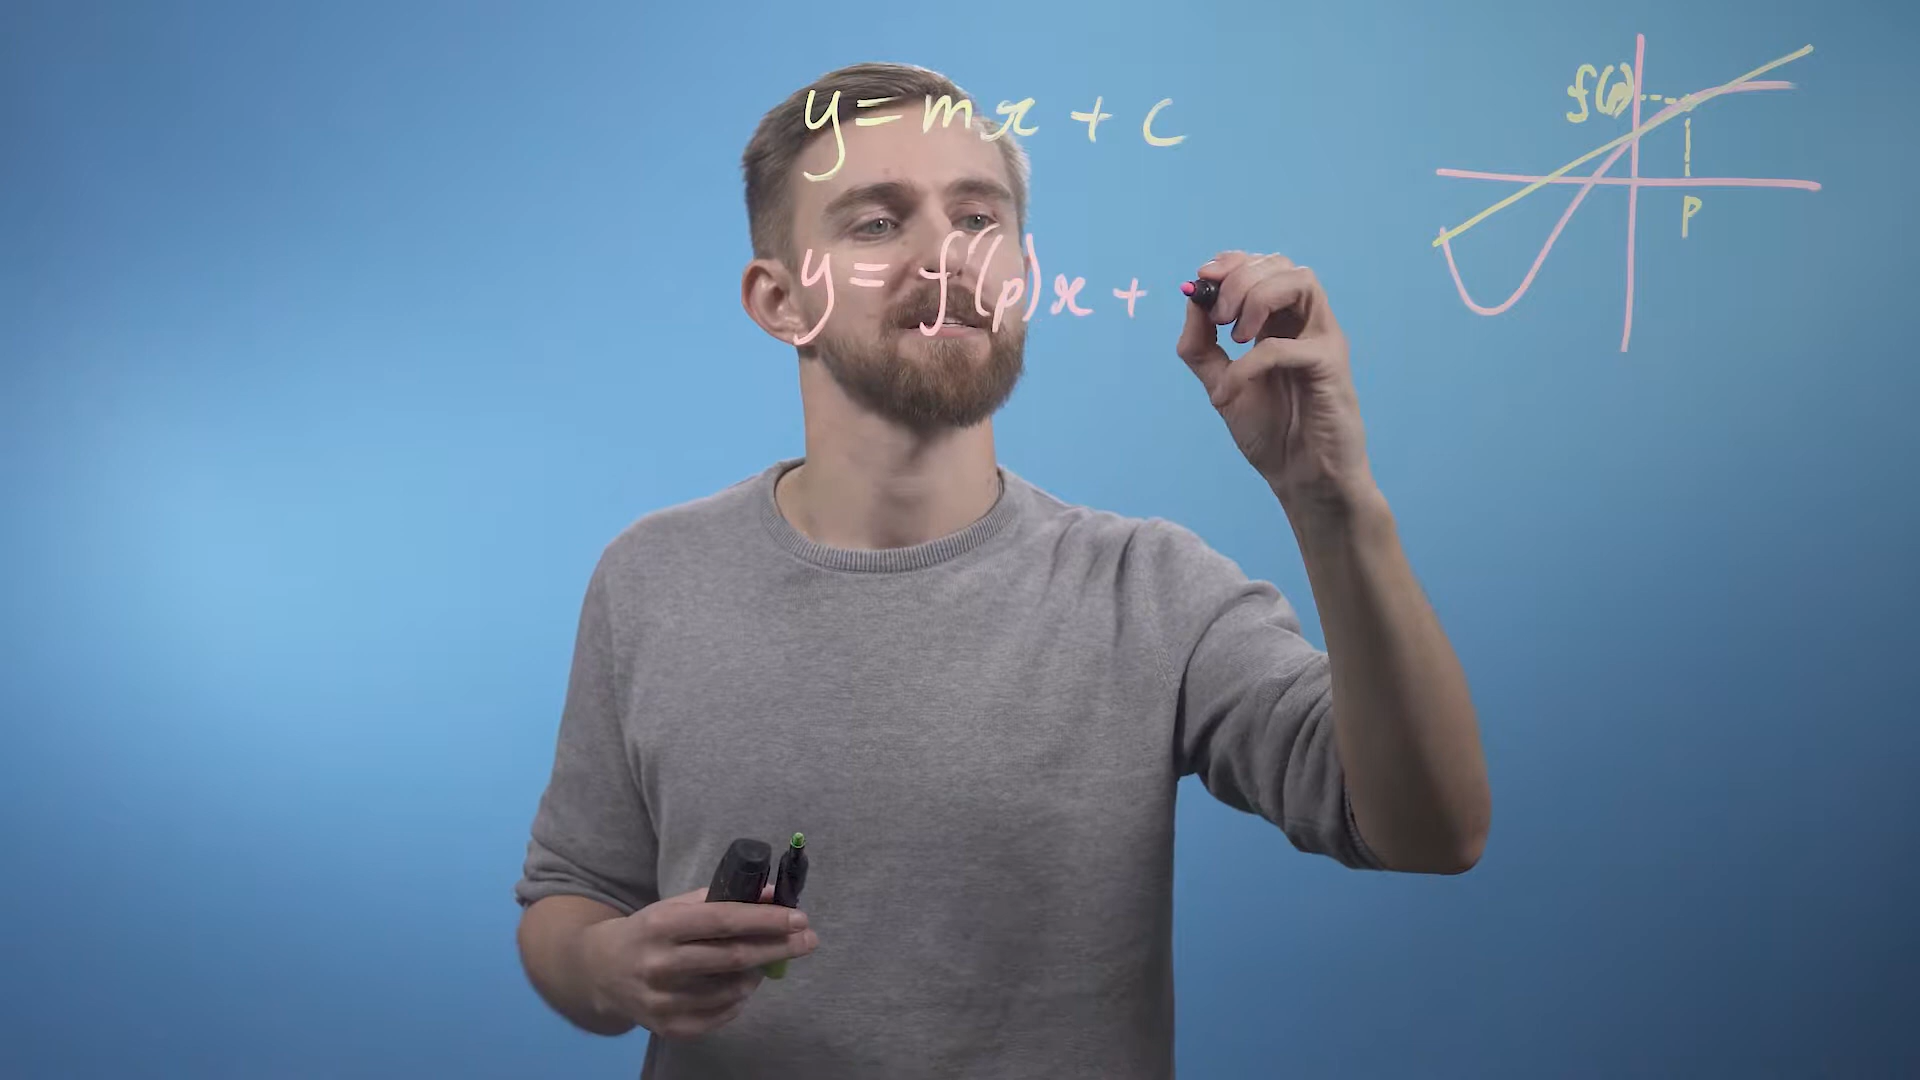 y = mx + c
y = f'(p)x +
f(p)
p